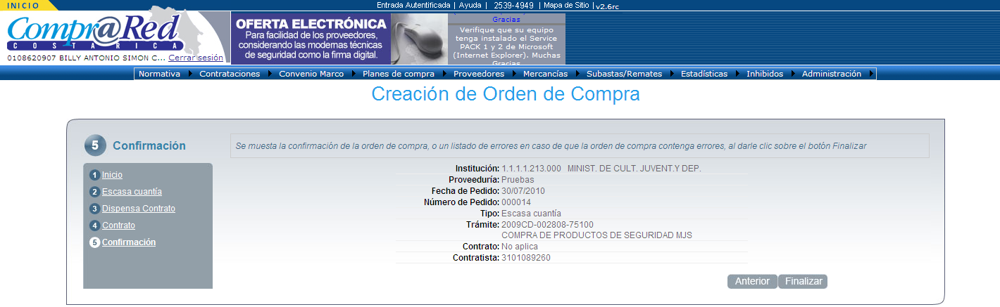 INICIO
Entrada Autentificada | Ayuda | 2539-4949 | Mapa de Sitio | v2.6rc
Compr@Red
COSTARICA
0108620907 BILLY ANTONIO SIMON C... Cerrar sesión
OFERTA ELECTRÓNICA
Para facilidad de los proveedores,
considerando las modernas técnicas
de seguridad como la firma digital.
Gracias
Verifique que su equipo
tenga instalado el Service
PACK 1 y 2 de Microsoft
(Internet Explorer). Muchas
Gracias
Normativa Contrataciones Convenio Marco Planes de compra Proveedores Mercancías Subastas/Remates Estadísticas Inhibidos Administración
Creación de Orden de Compra
5 Confirmación
1 Inicio
2 Escasa cuantía
3 Dispensa Contrato
4 Contrato
5 Confirmación
Se muesta la confirmación de la orden de compra, o un listado de errores en caso de que la orden de compra contenga errores, al darle clic sobre el botón Finalizar
Institución: 1.1.1.1.213.000 MINIST. DE CULT. JUVENT.Y DEP.
Proveeduría: Pruebas
Fecha de Pedido: 30/07/2010
Número de Pedido: 000014
Tipo: Escasa cuantía
Trámite: 2009CD-002808-75100
COMPRA DE PRODUCTOS DE SEGURIDAD MJS
Contrato: No aplica
Contratista: 3101089260
Anterior Finalizar